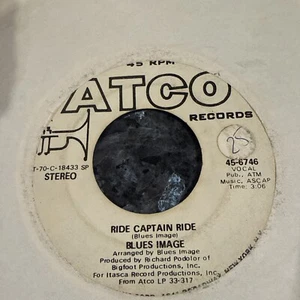 45 RPM
ATCO
RECORDS
25
T-70-C-18433 SP
STEREO
45-6746
VOCAL
Pub., ATM
Music, ASCAP
Time: 3:06
RIDE CAPTAIN RIDE
(Blues Image)
BLUES IMAGE
Arranged by Blues Image
Produced by Richard Podolor of
Bigfoot Productions, Inc.
For Itasca Record Productions, Inc.
From Atco LP 33-317